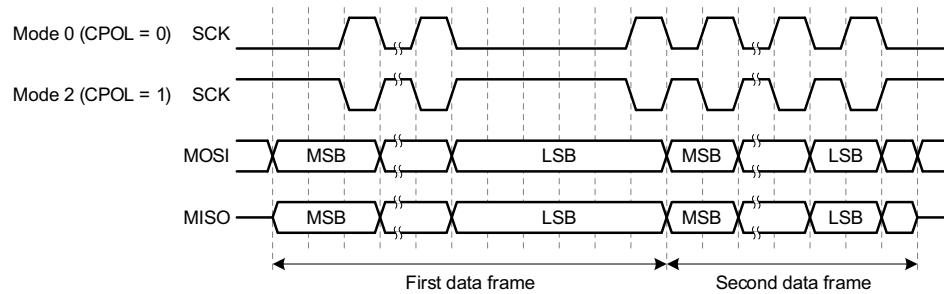 Mode 0 (CPOL = 0) SCK
Mode 2 (CPOL = 1) SCK
MOSI MSB LSB MSB LSB
MISO MSB LSB MSB LSB
First data frame Second data frame